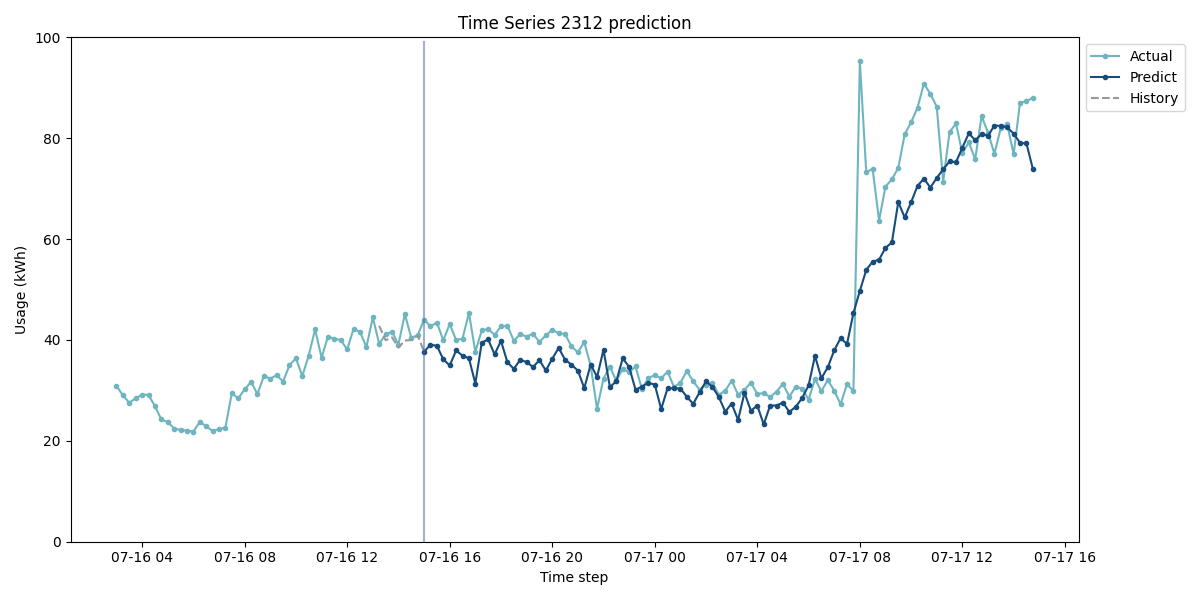 Time Series 2312 prediction
Usage (kWh)
100
80
60
40
20
0
07-16 04
07-16 08
07-16 12
07-16 16
07-16 20
07-17 00
07-17 04
07-17 08
07-17 12
07-17 16
Time step
Actual
Predict
History